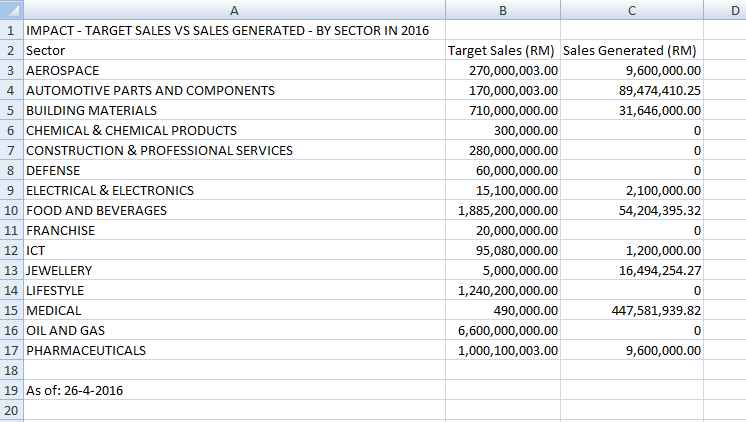 A B C D
1 IMPACT - TARGET SALES VS SALES GENERATED - BY SECTOR IN 2016
2 Sector Target Sales (RM) Sales Generated (RM)
3 AEROSPACE 270,000,003.00 9,600,000.00
4 AUTOMOTIVE PARTS AND COMPONENTS 170,000,003.00 89,474,410.25
5 BUILDING MATERIALS 710,000,003.00 31,646,000.00
6 CHEMICAL & CHEMICAL PRODUCTS 300,000.00 0
7 CONSTRUCTION & PROFESSIONAL SERVICES 280,000,000.00 0
8 DEFENSE 60,000,000.00 0
9 ELECTRICAL & ELECTRONICS 15,100,000.00 2,100,000.00
10 FOOD AND BEVERAGES 1,885,200,000.00 54,204,395.32
11 FRANCHISE 20,000,000.00 0
12 ICT 95,080,000.00 1,200,000.00
13 JEWELLERY 5,000,000.00 16,494,254.27
14 LIFESTYLE 1,240,200,000.00 0
15 MEDICAL 490,000.00 447,581,939.82
16 OIL AND GAS 6,600,000,000.00 0
17 PHARMACEUTICALS 1,000,100,003.00 9,600,000.00
18
19 As of: 26-4-2016
20